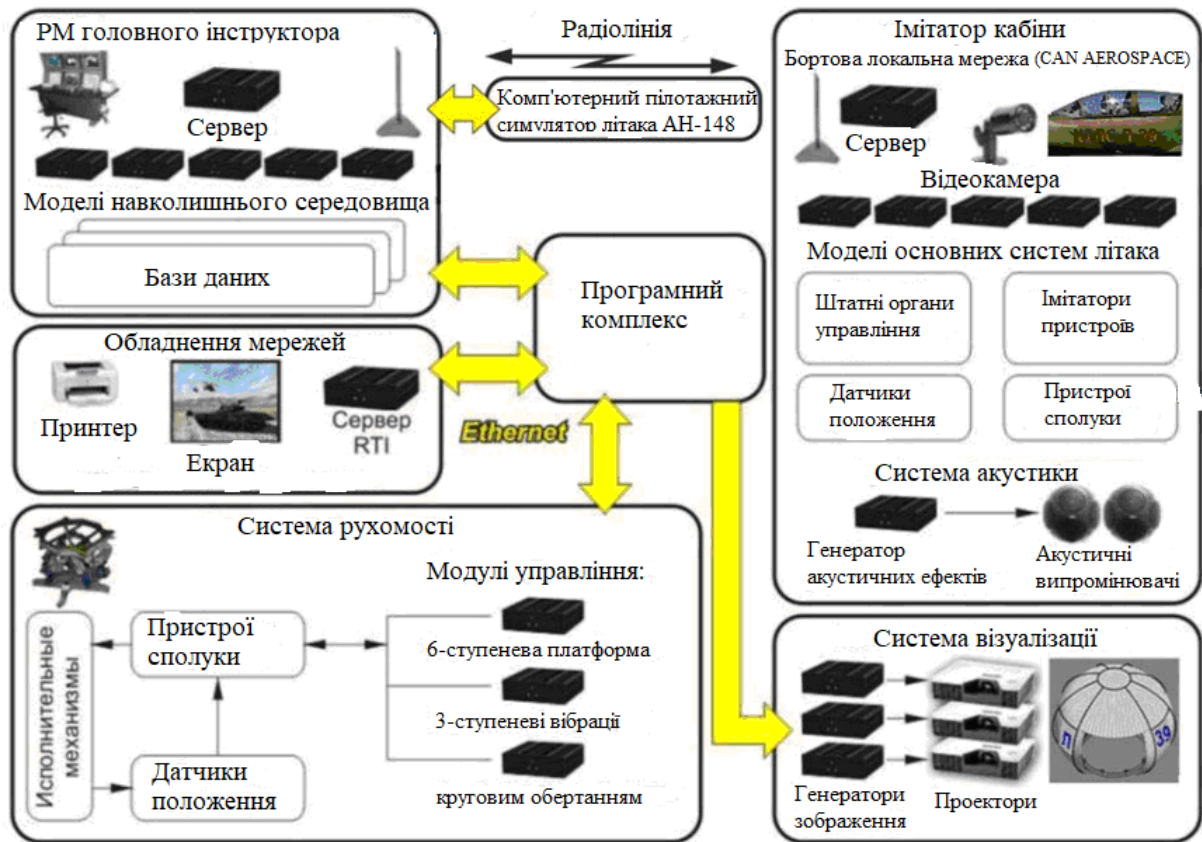 РМ головного інструктора
Сервер
Моделі навколишнього середовища
Бази даних
Радіолінія
Комп'ютерний пілотажний
симулятор літака АН-148
Імітатор кабіни
Бортова локальна мережа (CAN AEROSPACE)
Сервер
Відеокамера
Моделі основних систем літака
Штатні органи
управління
Імітатори
пристроїв
Датчики
положення
Пристрої
сполуки
Система акустики
Генератор
акустичних ефектів
Акустичні
випромінювачі
Програмний
комплекс
Обладнення мережей
Принтер
Екран
Сервер
RTI
Ethernet
Система рухомості
Модулі управління:
Исполнительные
механизмы
Пристрої
сполуки
Датчики
положення
6-ступенева платформа
3-ступеневі вібрації
круговим обертанням
Система візуалізації
Генератори
зображення
Проектори
Л
39